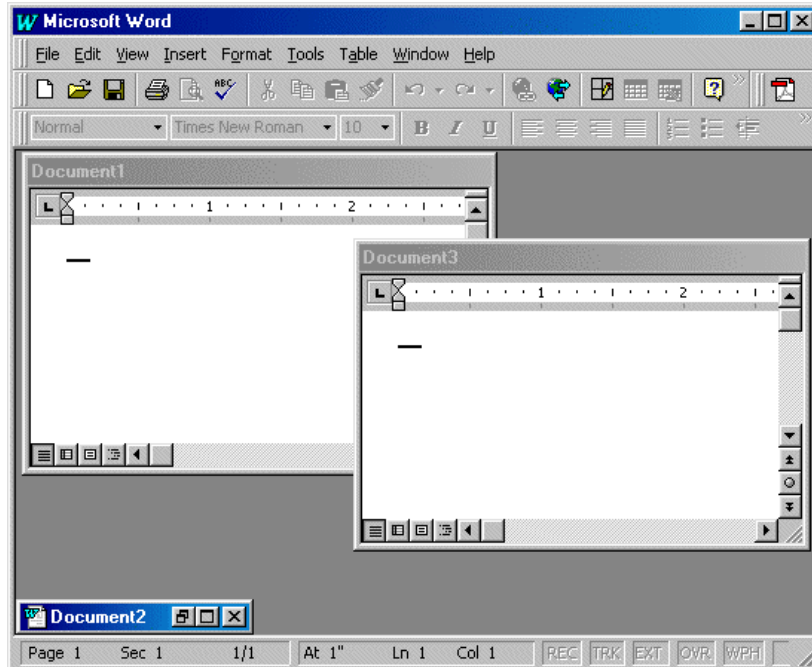 Microsoft Word
File Edit View Insert Format Tools Table Window Help
ABC
Normal Times New Roman 10 B I U
Document1
1 2
Document3
1 2
Document2
Page 1 Sec 1 1/1 At 1" Ln 1 Col 1 REC TRK EXT OVR WPH